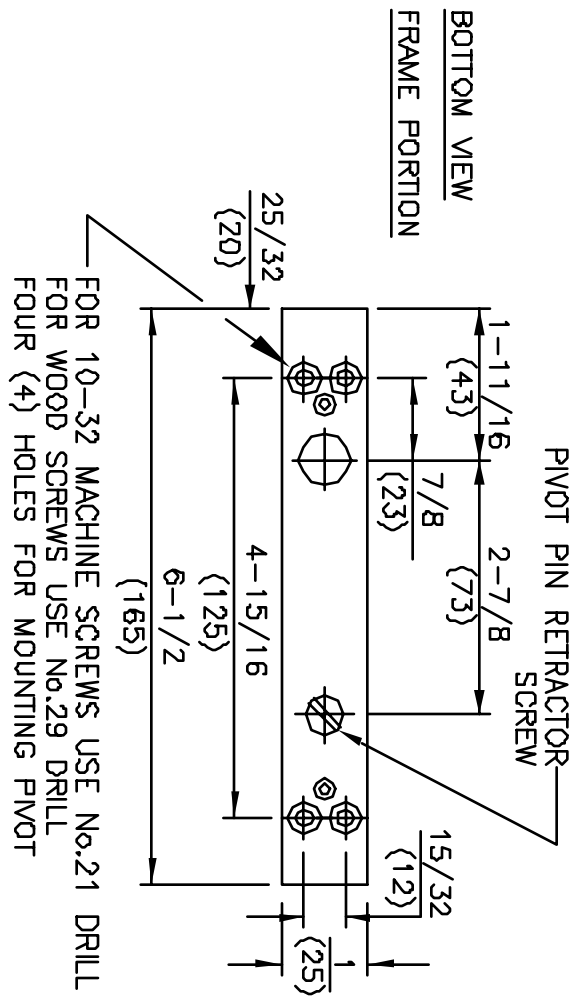 BOTTOM VIEW
FRAME PORTION
PIVOT PIN RETRACTOR
SCREW
1-11/16
(43)
2-7/8
(73)
7/8
(23)
15/32
(12)
1
(25)
25/32
(20)
4-15/16
(125)
6-1/2
(165)
FOR 10-32 MACHINE SCREWS USE No.21 DRILL
FOR WOOD SCREWS USE No.29 DRILL
FOUR (4) HOLES FOR MOUNTING PIVOT